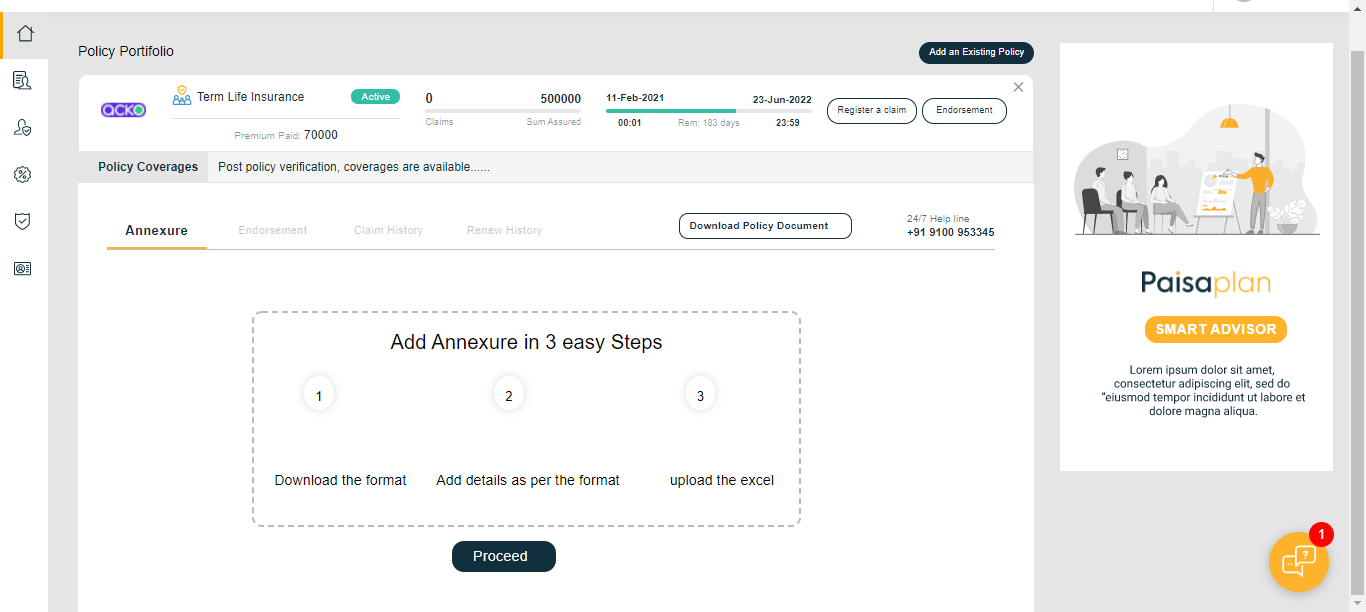 Policy Portifolio
Add an Existing Policy
ACKO
Term Life Insurance
Active
Premium Paid: 70000
0
500000
Claims
Sum Assured
11-Feb-2021
23-Jun-2022
00:01
Rem: 183 days
23:59
Register a claim
Endorsement
Policy Coverages
Post policy verification, coverages are available......
Annexure
Endorsement
Claim History
Renew History
Download Policy Document
24/7 Help line
+91 9100 953345
Add Annexure in 3 easy Steps
1
2
3
Download the format
Add details as per the format
upload the excel
Proceed
Paisaplan
SMART ADVISOR
Lorem ipsum dolor sit amet,
consectetur adipiscing elit, sed do
“eiusmod tempor incididunt ut labore et
dolore magna aliqua.
1